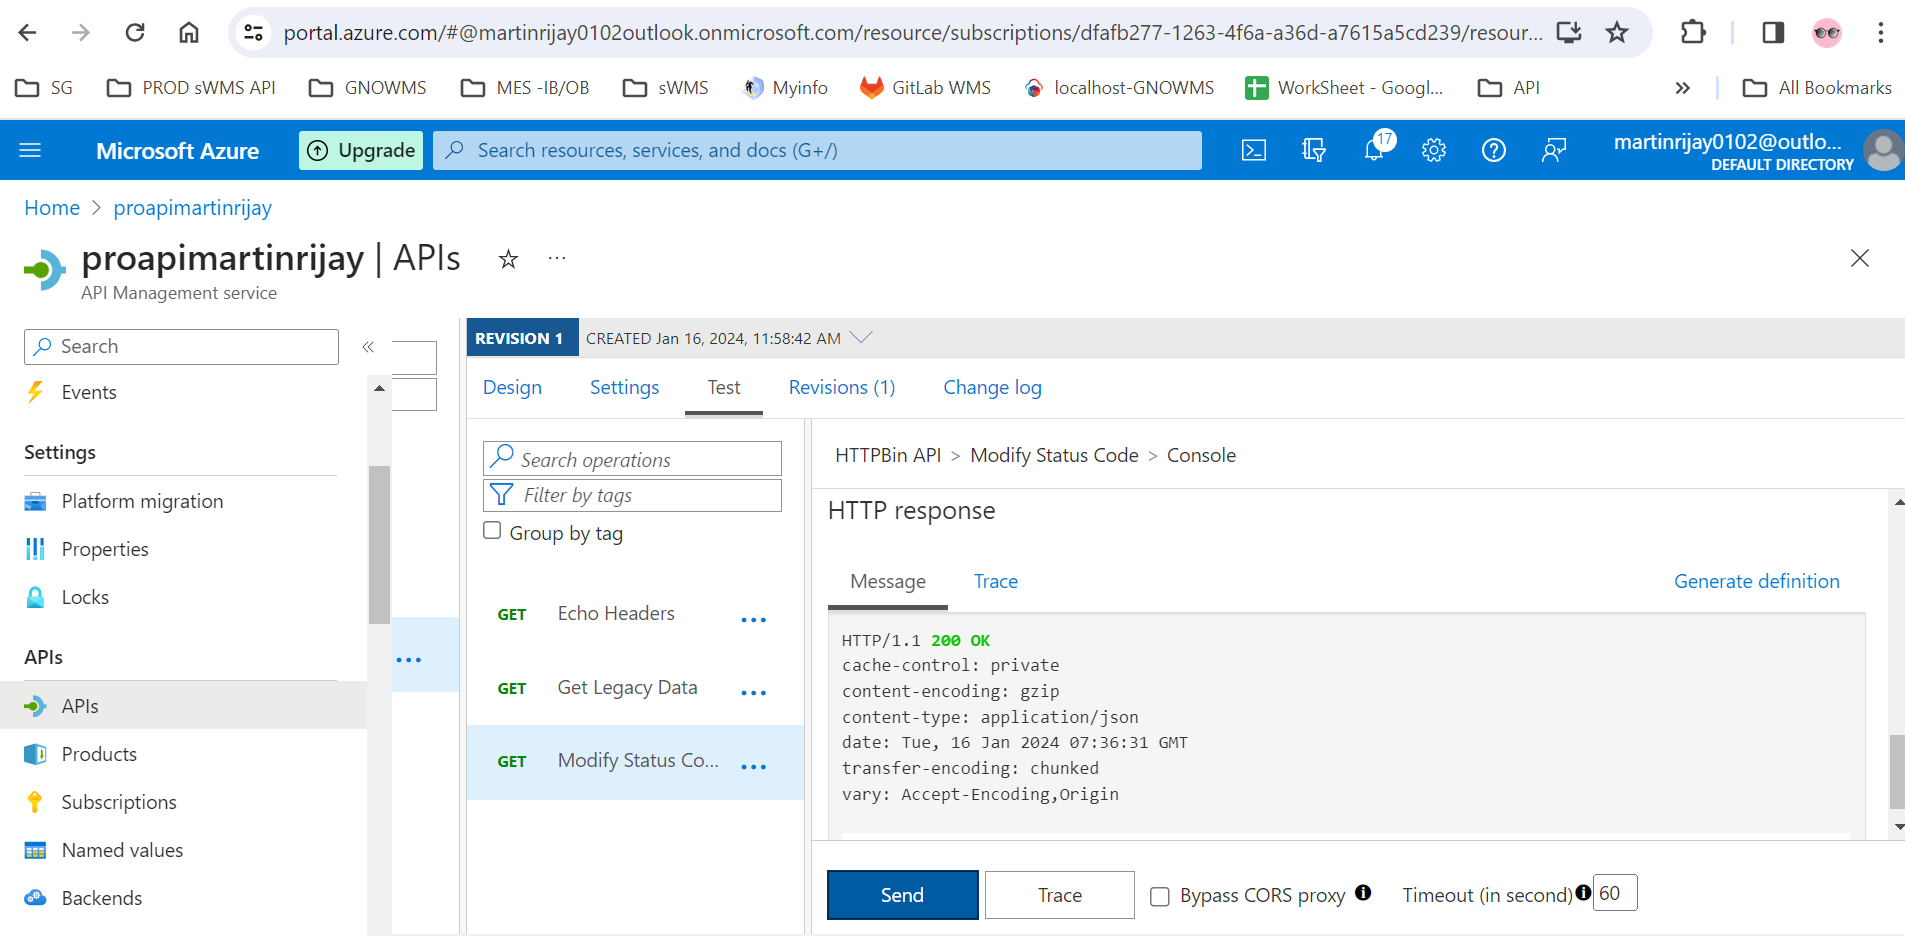 portal.azure.com/#@martinrijay0102outlook.onmicrosoft.com/resource/subscriptions/dfafb277-1263-4f6a-a36d-a7615a5cd239/resour...
SG PROD sWMS API GNOWMS MES -IB/OB sWMS Myinfo GitLab WMS localhost-GNOWMS WorkSheet - Googl... API » All Bookmarks
Microsoft Azure Upgrade Search resources, services, and docs (G+/) 17 martinrijay0102@outlo...
DEFAULT DIRECTORY
Home > proapimartinrijay
proapimartinrijay | APIs ...
API Management service
Search «
Events
Settings
Platform migration
Properties
Locks
APIs
APIs
Products
Subscriptions
Named values
Backends
REVISION 1 CREATED Jan 16, 2024, 11:58:42 AM
Design Settings Test Revisions (1) Change log
Search operations
Filter by tags
Group by tag
GET Echo Headers ...
GET Get Legacy Data ...
GET Modify Status Co... ...
HTTPBin API > Modify Status Code > Console
HTTP response
Message Trace Generate definition
HTTP/1.1 200 OK
cache-control: private
content-encoding: gzip
content-type: application/json
date: Tue, 16 Jan 2024 07:36:31 GMT
transfer-encoding: chunked
vary: Accept-Encoding,Origin
Send Trace Bypass CORS proxy Timeout (in second) 60